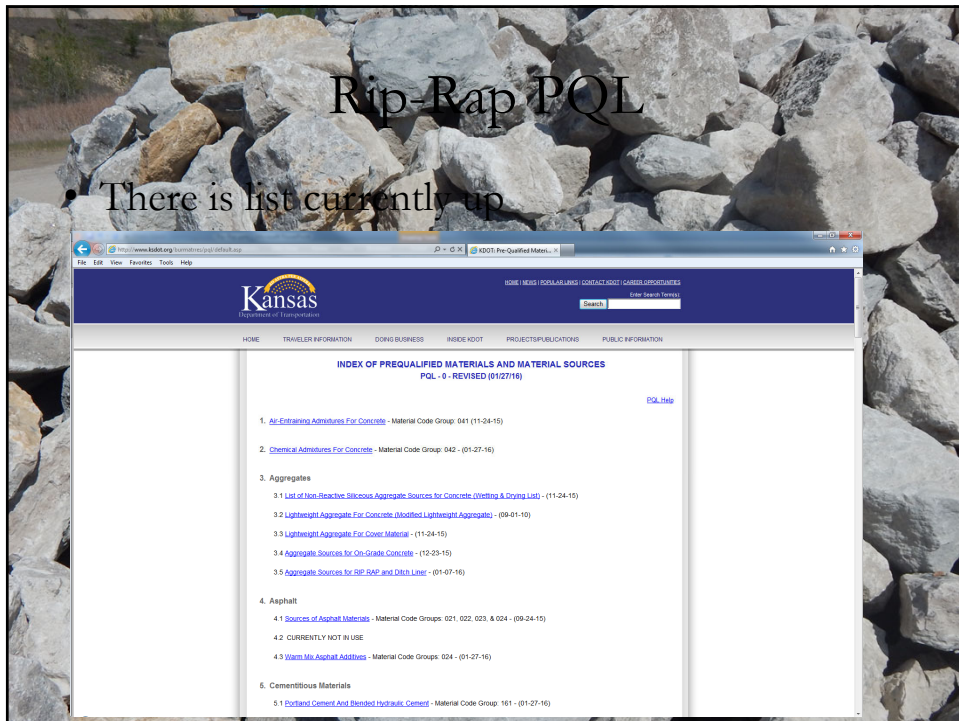 Rip-Rap PQL
• There is list currently up
http://www.ksdot.org/burmatrres/pql/default.asp
KDOT: Pre-Qualified Materi...
File Edit View Favorites Tools Help
Kansas
Department of Transportation
HOME | NEWS | POPULAR LINKS | CONTACT KDOT | CAREER OPPORTUNITIES
Enter Search Term(s):
Search
HOME TRAVELER INFORMATION DOING BUSINESS INSIDE KDOT PROJECTS/PUBLICATIONS PUBLIC INFORMATION
INDEX OF PREQUALIFIED MATERIALS AND MATERIAL SOURCES
PQL - 0 - REVISED (01/27/16)
PQL Help
1. Air-Entraining Admixtures For Concrete - Material Code Group: 041 (11-24-15)
2. Chemical Admixtures For Concrete - Material Code Group: 042 - (01-27-16)
3. Aggregates
3.1 List of Non-Reactive Siliceous Aggregate Sources for Concrete (Wetting & Drying List) - (11-24-15)
3.2 Lightweight Aggregate For Concrete (Modified Lightweight Aggregate) - (09-01-10)
3.3 Lightweight Aggregate For Cover Material - (11-24-15)
3.4 Aggregate Sources for On-Grade Concrete - (12-23-15)
3.5 Aggregate Sources for RIP RAP and Ditch Liner - (01-07-16)
4. Asphalt
4.1 Sources of Asphalt Materials - Material Code Groups: 021, 022, 023, & 024 - (09-24-15)
4.2 CURRENTLY NOT IN USE
4.3 Warm Mix Asphalt Additives - Material Code Groups: 024 - (01-27-16)
5. Cementitious Materials
5.1 Portland Cement And Blended Hydraulic Cement - Material Code Group: 161 - (01-27-16)